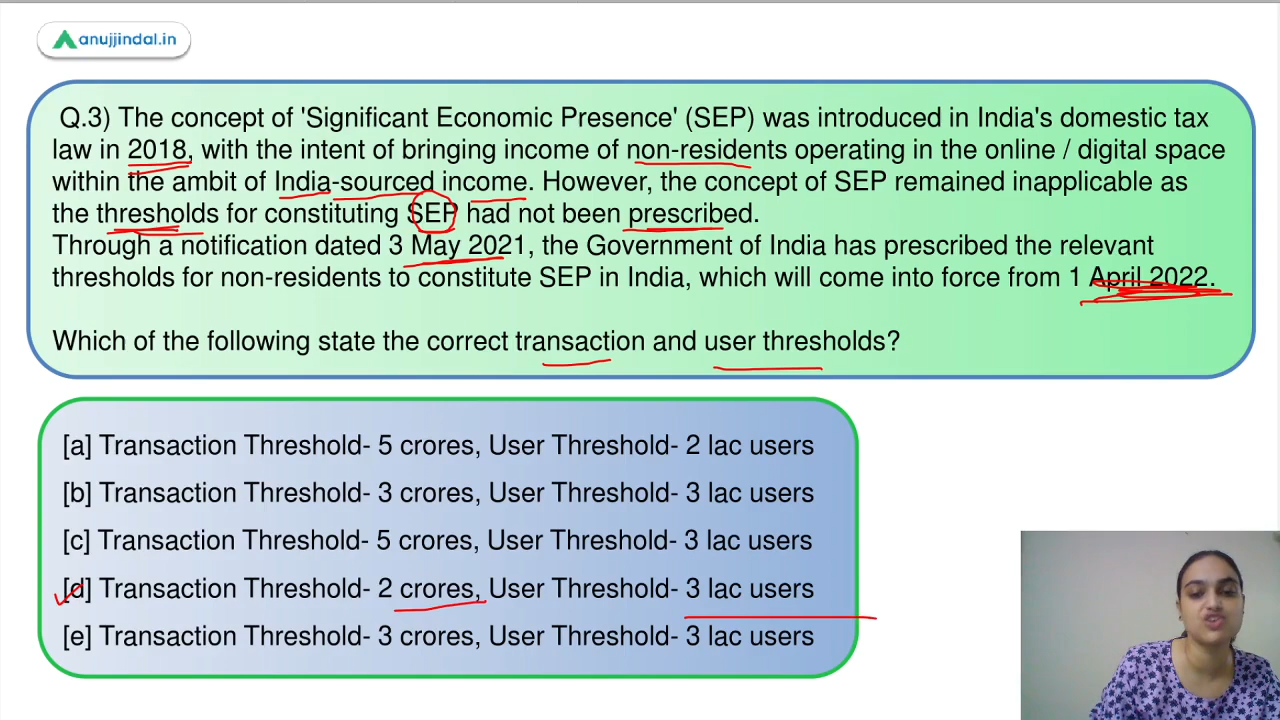 anujjindal.in
Q.3) The concept of 'Significant Economic Presence' (SEP) was introduced in India's domestic tax
law in 2018, with the intent of bringing income of non-residents operating in the online / digital space
within the ambit of India-sourced income. However, the concept of SEP remained inapplicable as
the thresholds for constituting SEP had not been prescribed.
Through a notification dated 3 May 2021, the Government of India has prescribed the relevant
thresholds for non-residents to constitute SEP in India, which will come into force from 1 April 2022.
Which of the following state the correct transaction and user thresholds?
[a] Transaction Threshold- 5 crores, User Threshold- 2 lac users
[b] Transaction Threshold- 3 crores, User Threshold- 3 lac users
[c] Transaction Threshold- 5 crores, User Threshold- 3 lac users
[d] Transaction Threshold- 2 crores, User Threshold- 3 lac users
[e] Transaction Threshold- 3 crores, User Threshold- 3 lac users